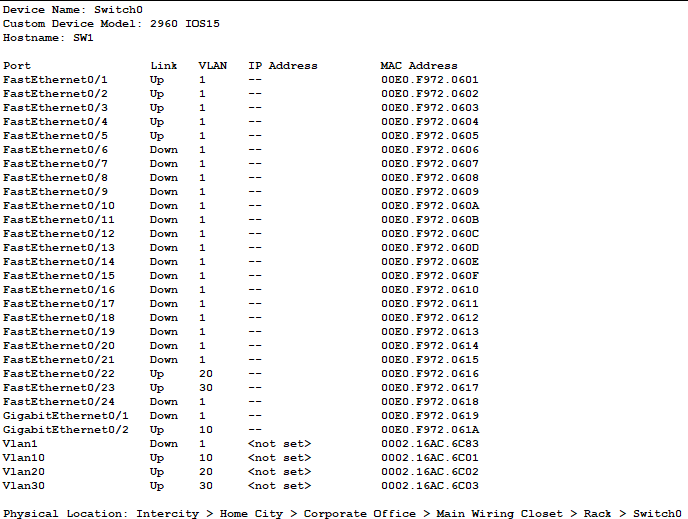 Device Name: Switch0
Custom Device Model: 2960 IOS15
Hostname: SW1
Port Link VLAN IP Address MAC Address
FastEthernet0/1 Up 1 -- 00E0.F972.0601
FastEthernet0/2 Up 1 -- 00E0.F972.0602
FastEthernet0/3 Up 1 -- 00E0.F972.0603
FastEthernet0/4 Up 1 -- 00E0.F972.0604
FastEthernet0/5 Up 1 -- 00E0.F972.0605
FastEthernet0/6 Down 1 -- 00E0.F972.0606
FastEthernet0/7 Down 1 -- 00E0.F972.0607
FastEthernet0/8 Down 1 -- 00E0.F972.0608
FastEthernet0/9 Down 1 -- 00E0.F972.0609
FastEthernet0/10 Down 1 -- 00E0.F972.060A
FastEthernet0/11 Down 1 -- 00E0.F972.060B
FastEthernet0/12 Down 1 -- 00E0.F972.060C
FastEthernet0/13 Down 1 -- 00E0.F972.060D
FastEthernet0/14 Down 1 -- 00E0.F972.060E
FastEthernet0/15 Down 1 -- 00E0.F972.060F
FastEthernet0/16 Down 1 -- 00E0.F972.0610
FastEthernet0/17 Down 1 -- 00E0.F972.0611
FastEthernet0/18 Down 1 -- 00E0.F972.0612
FastEthernet0/19 Down 1 -- 00E0.F972.0613
FastEthernet0/20 Down 1 -- 00E0.F972.0614
FastEthernet0/21 Down 1 -- 00E0.F972.0615
FastEthernet0/22 Up 20 -- 00E0.F972.0616
FastEthernet0/23 Up 30 -- 00E0.F972.0617
FastEthernet0/24 Down 1 -- 00E0.F972.0618
GigabitEthernet0/1 Down 1 -- 00E0.F972.0619
GigabitEthernet0/2 Up 10 -- 00E0.F972.061A
Vlan1 Down 1 <not set> 0002.16AC.6C83
Vlan10 Up 10 <not set> 0002.16AC.6C01
Vlan20 Up 20 <not set> 0002.16AC.6C02
Vlan30 Up 30 <not set> 0002.16AC.6C03
Physical Location: Intercity > Home City > Corporate Office > Main Wiring Closet > Rack > Switch0